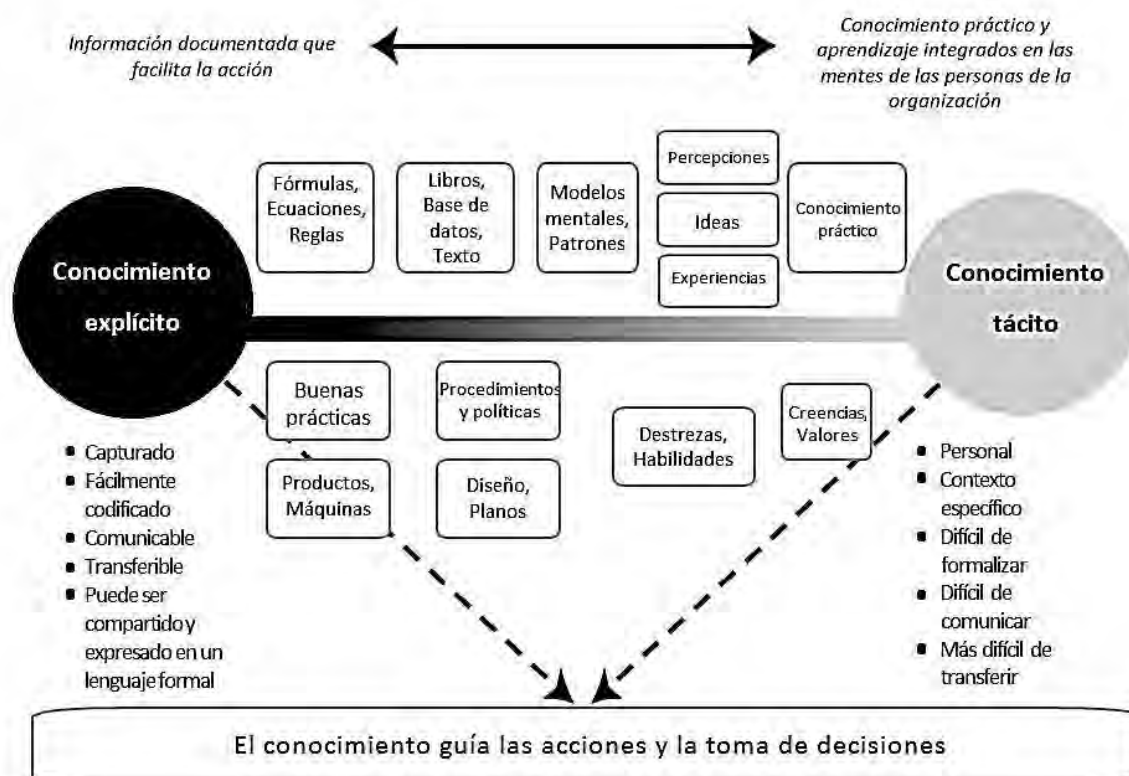 Información documentada que
facilita la acción
Conocimiento práctico y
aprendizaje integrados en las
mentes de las personas de la
organización
Fórmulas,
Ecuaciones,
Reglas
Libros,
Base de
datos,
Texto
Modelos
mentales,
Patrones
Percepciones
Ideas
Experiencias
Conocimiento
práctico
Conocimiento
explícito
Conocimiento
tácito
Buenas
prácticas
Procedimientos
y políticas
Destrezas,
Habilidades
Creencias,
Valores
Productos,
Máquinas
Diseño,
Planos
▪ Capturado
▪ Fácilmente
codificado
▪ Comunicable
▪ Transferible
▪ Puede ser
compartido y
expresado en un
lenguaje formal
▪ Personal
▪ Contexto
específico
▪ Difícil de
formalizar
▪ Difícil de
comunicar
▪ Más difícil de
transferir
El conocimiento guía las acciones y la toma de decisiones